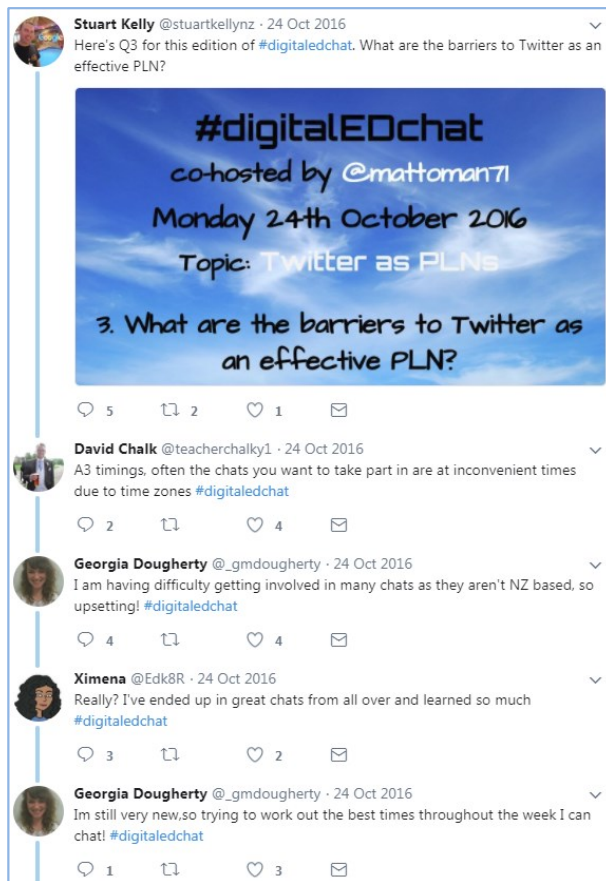 Stuart Kelly @stuartkellynz · 24 Oct 2016
Here's Q3 for this edition of #digitaledchat. What are the barriers to Twitter as an
effective PLN?
#digitalEDchat
co-hosted by @mattoman71
Monday 24th October 2016
Topic: Twitter as PLNs
3. What are the barriers to Twitter as
an effective PLN?
5 2 1
David Chalk @teacherchalky1 · 24 Oct 2016
A3 timings, often the chats you want to take part in are at inconvenient times
due to time zones #digitaledchat
2 4
Georgia Dougherty @_gmdougherty · 24 Oct 2016
I am having difficulty getting involved in many chats as they aren't NZ based, so
upsetting! #digitaledchat
4 4
Ximena @Edk8R · 24 Oct 2016
Really? I've ended up in great chats from all over and learned so much
#digitaledchat
3 2
Georgia Dougherty @_gmdougherty · 24 Oct 2016
Im still very new,so trying to work out the best times throughout the week I can
chat! #digitaledchat
1 3